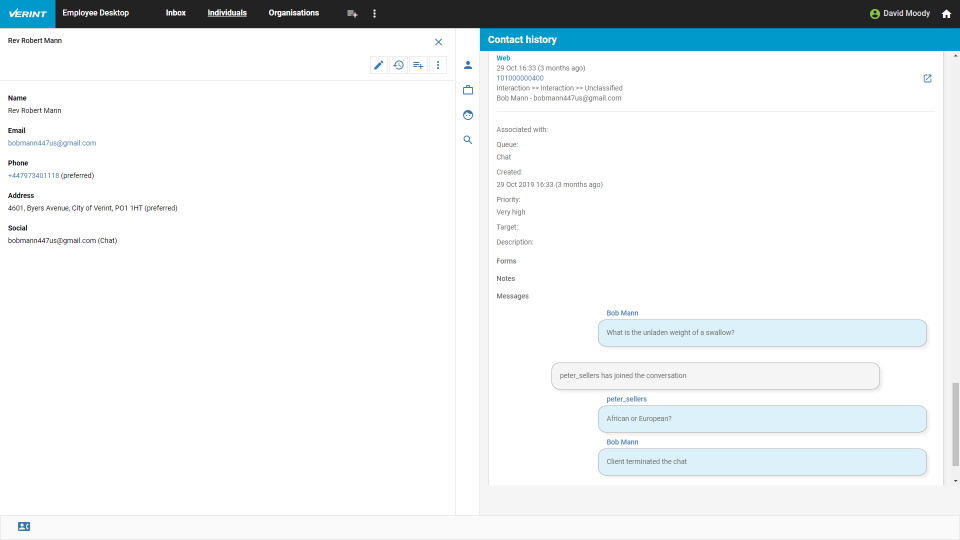 VERINT Employee Desktop Inbox Individuals Organisations David Moody
Rev Robert Mann
Name
Rev Robert Mann
Email
bobmann447us@gmail.com
Phone
+447973401118 (preferred)
Address
4601, Byers Avenue, City of Verint, PO1 1HT (preferred)
Social
bobmann447us@gmail.com (Chat)
Contact history
Web
29 Oct 16:33 (3 months ago)
101000000400
Interaction >> Interaction >> Unclassified
Bob Mann - bobmann447us@gmail.com
Associated with:
Queue:
Chat
Created:
29 Oct 2019 16:33 (3 months ago)
Priority:
Very high
Target:
Description:
Forms
Notes
Messages
Bob Mann
What is the unladen weight of a swallow?
peter_sellers has joined the conversation
peter_sellers
African or European?
Bob Mann
Client terminated the chat